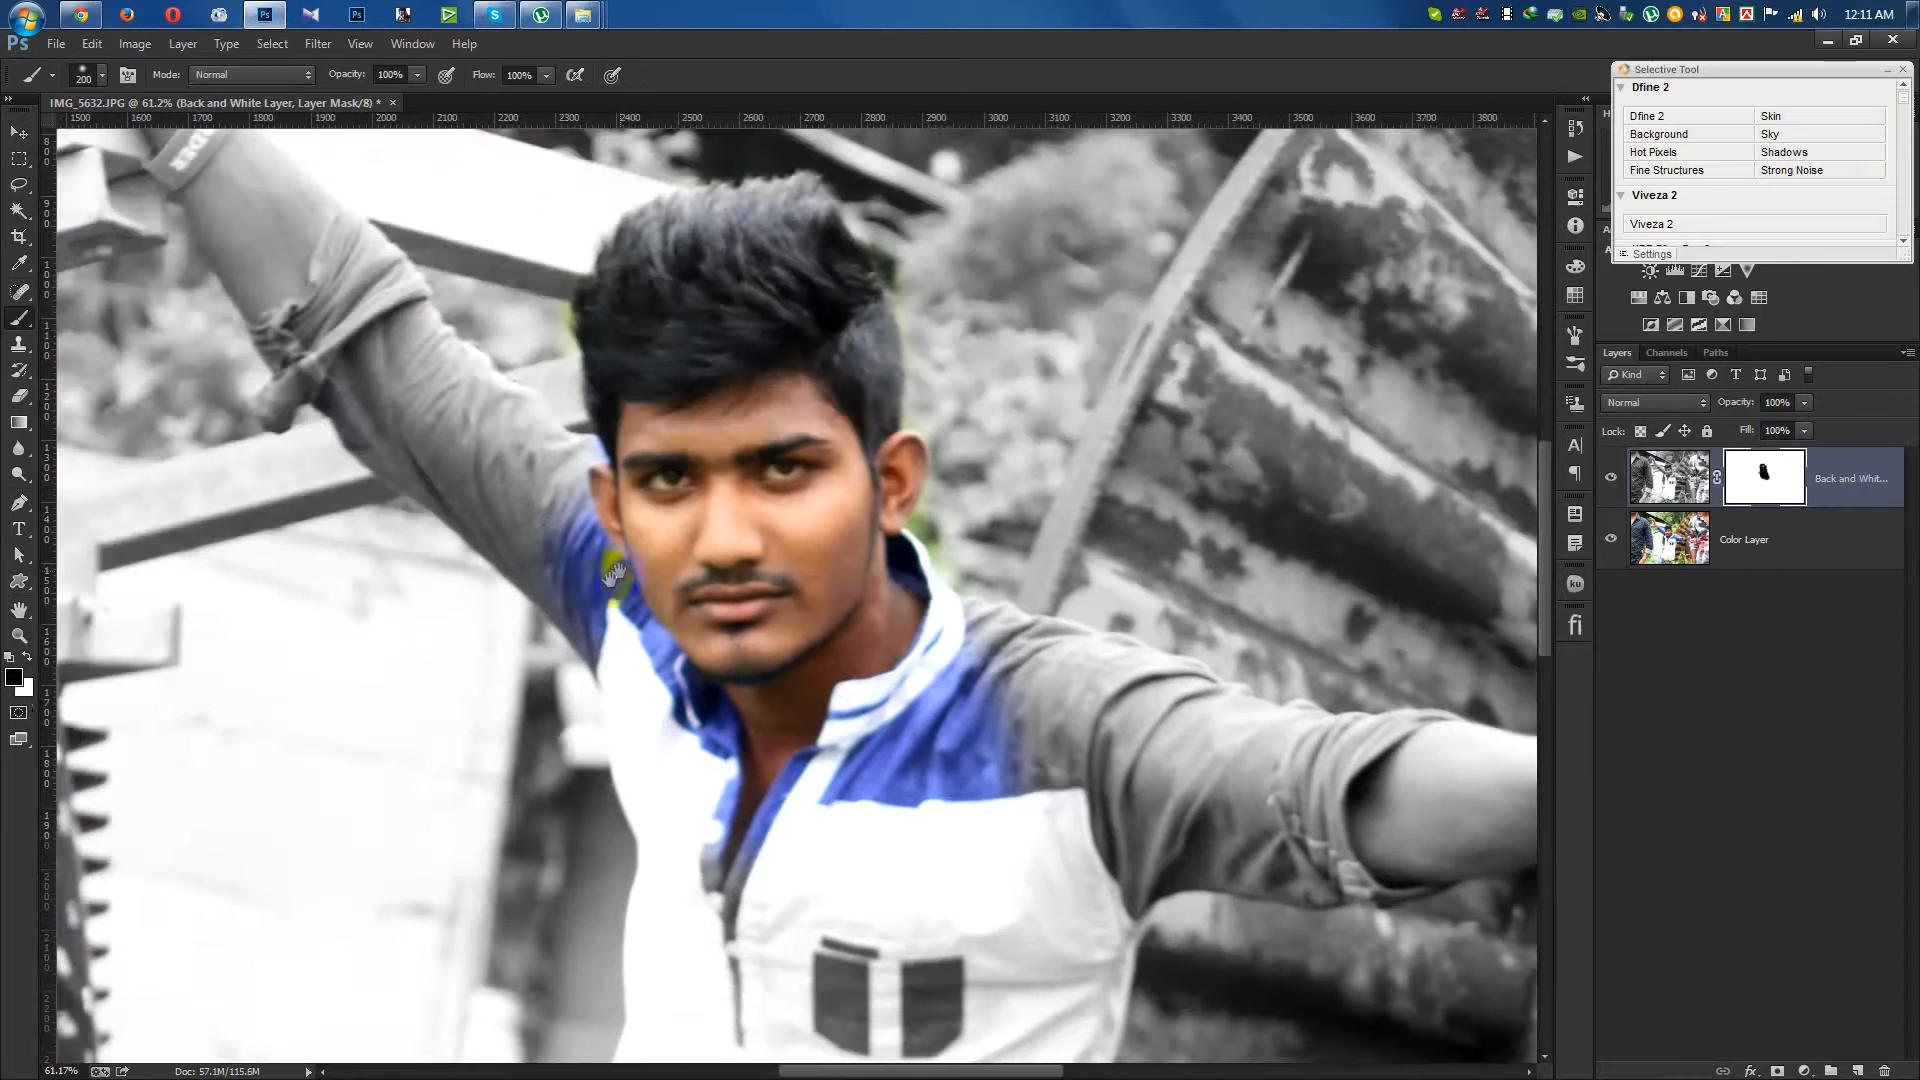 12:11 AM
Ps File Edit Image Layer Type Select Filter View Window Help
200 Mode: Normal Opacity: 100% Flow: 100%
Selective Tool
Dfine 2
Dfine 2 Skin
Background Sky
Hot Pixels Shadows
Fine Structures Strong Noise
Viveza 2
Viveza 2
Settings
IMG_5632.JPG @ 61.2% (Back and White Layer, Layer Mask/8) *
1500 1600 1700 1800 1900 2000 2100 2200 2300 2400 2500 2600 2700 2800 2900 3000 3100 3200 3300 3400 3500 3600 3700 3800
DER
Layers Channels Paths
Kind
Normal Opacity: 100%
Lock: Fill: 100%
Back and Whit...
Color Layer
61.17% Doc: 57.1M/115.6M